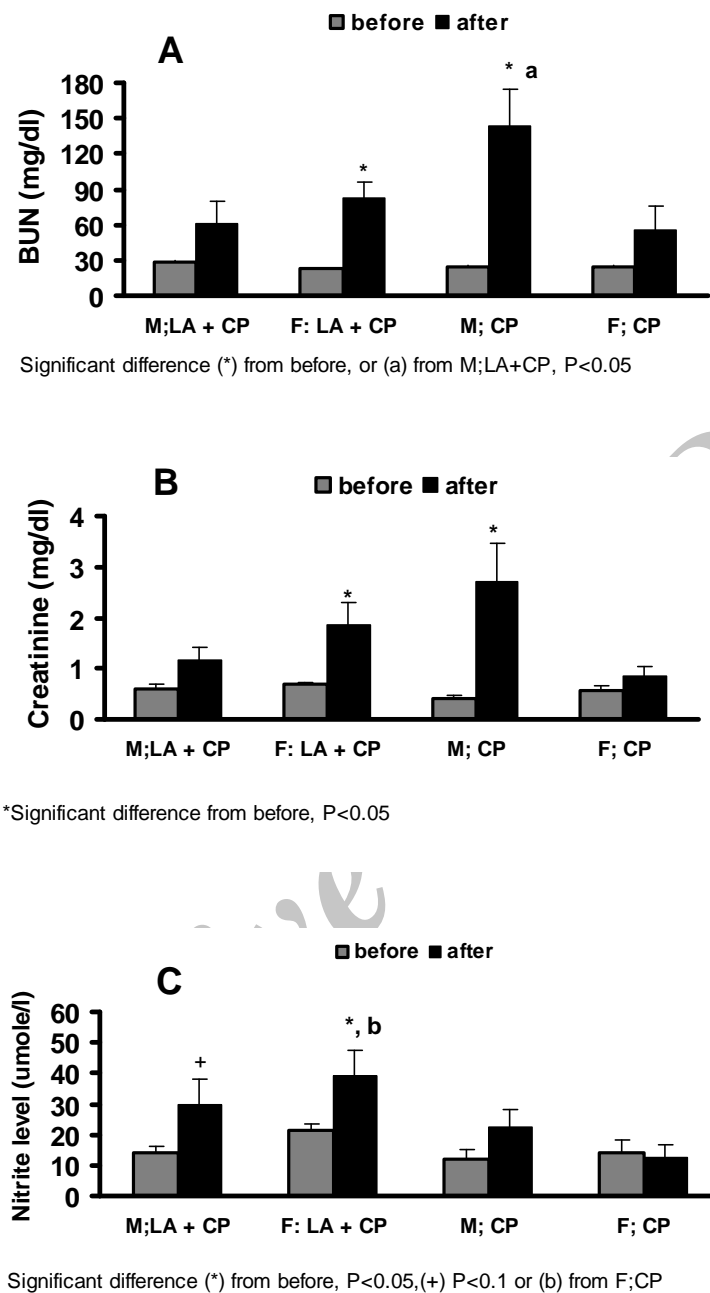 before after
A
BUN (mg/dl)
180
150
120
90
60
30
0
*
* a
M;LA + CP F: LA + CP M; CP F; CP
Significant difference (*) from before, or (a) from M;LA+CP, P<0.05
B
before after
Creatinine (mg/dl)
4
3
2
1
0
*
*
M;LA + CP F: LA + CP M; CP F; CP
*Significant difference from before, P<0.05
before after
C
Nitrite level (umole/l)
60
50
40
30
20
10
0
+
*, b
M;LA + CP F: LA + CP M; CP F; CP
Significant difference (*) from before, P<0.05,(+) P<0.1 or (b) from F;CP